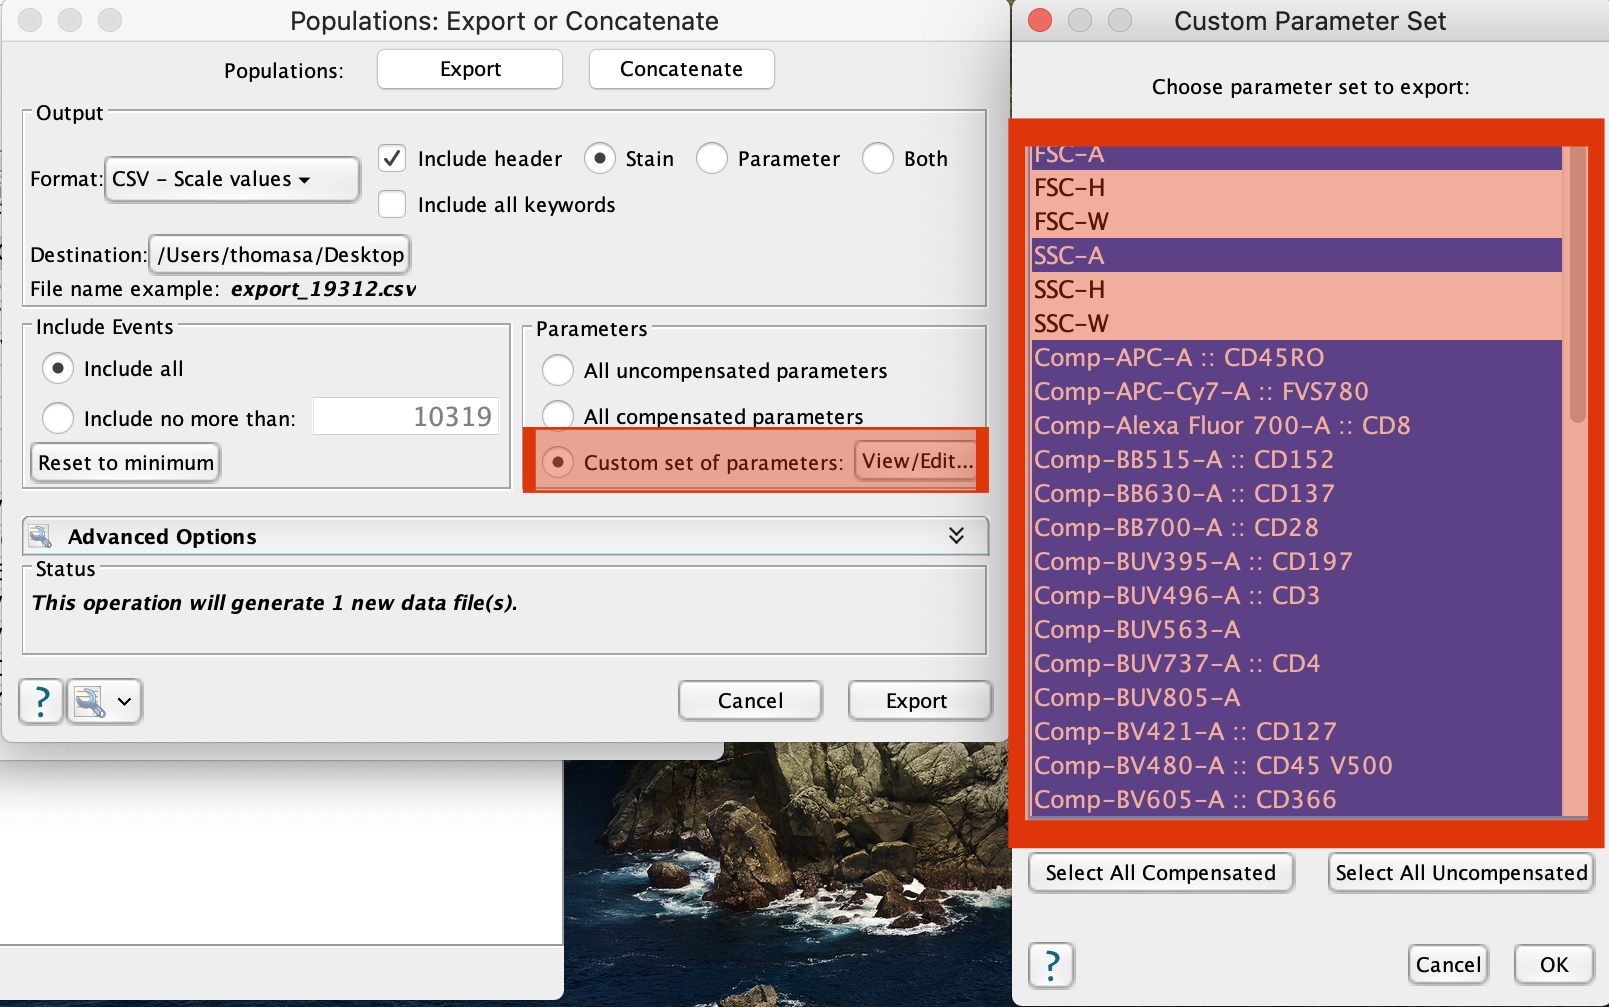 Populations: Export or Concatenate
Populations: Export Concatenate
Output
Format: CSV - Scale values
Include header Stain Parameter Both
Include all keywords
Destination: /Users/thomasa/Desktop
File name example: export_19312.csv
Include Events
Include all
Include no more than: 10319
Reset to minimum
Parameters
All uncompensated parameters
All compensated parameters
Custom set of parameters: View/Edit...
Advanced Options
Status
This operation will generate 1 new data file(s).
? Cancel Export
Custom Parameter Set
Choose parameter set to export:
FSC-A
FSC-H
FSC-W
SSC-A
SSC-H
SSC-W
Comp-APC-A :: CD45RO
Comp-APC-Cy7-A :: FVS780
Comp-Alexa Fluor 700-A :: CD8
Comp-BB515-A :: CD152
Comp-BB630-A :: CD137
Comp-BB700-A :: CD28
Comp-BUV395-A :: CD197
Comp-BUV496-A :: CD3
Comp-BUV563-A
Comp-BUV737-A :: CD4
Comp-BUV805-A
Comp-BV421-A :: CD127
Comp-BV480-A :: CD45 V500
Comp-BV605-A :: CD366
Select All Compensated Select All Uncompensated
? Cancel OK